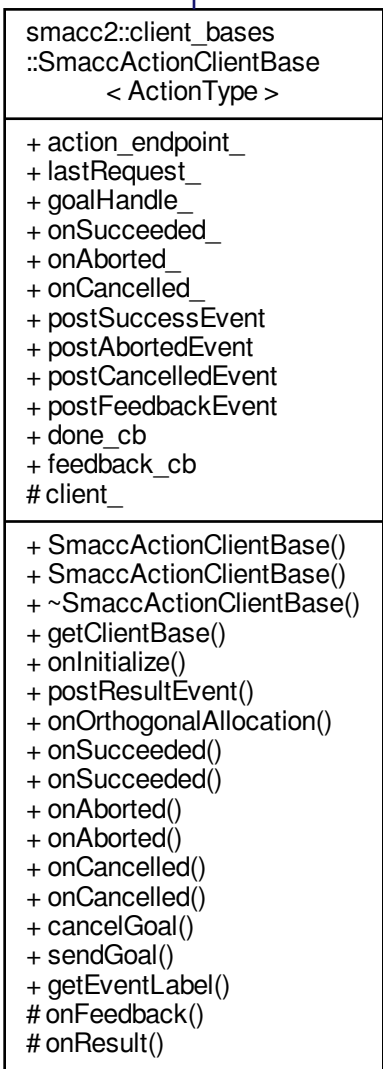 smacc2::client_bases
::SmaccActionClientBase
< ActionType >
+ action_endpoint_
+ lastRequest_
+ goalHandle_
+ onSucceeded_
+ onAborted_
+ onCancelled_
+ postSuccessEvent
+ postAbortedEvent
+ postCancelledEvent
+ postFeedbackEvent
+ done_cb
+ feedback_cb
# client_
+ SmaccActionClientBase()
+ SmaccActionClientBase()
+ ~SmaccActionClientBase()
+ getClientBase()
+ onInitialize()
+ postResultEvent()
+ onOrthogonalAllocation()
+ onSucceeded()
+ onSucceeded()
+ onAborted()
+ onAborted()
+ onCancelled()
+ onCancelled()
+ cancelGoal()
+ sendGoal()
+ getEventLabel()
# onFeedback()
# onResult()